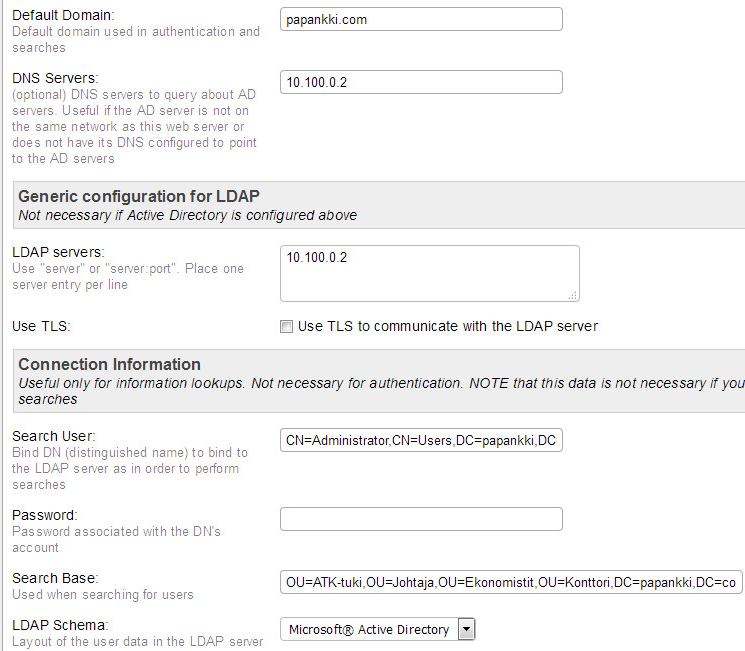 Default Domain:
papankki.com
Default domain used in authentication and
searches
DNS Servers:
10.100.0.2
(optional) DNS servers to query about AD
servers. Useful if the AD server is not on
the same network as this web server or
does not have its DNS configured to point
to the AD servers
Generic configuration for LDAP
Not necessary if Active Directory is configured above
LDAP servers:
10.100.0.2
Use "server" or "server:port". Place one
server entry per line
Use TLS:
Use TLS to communicate with the LDAP server
Connection Information
Useful only for information lookups. Not necessary for authentication. NOTE that this data is not necessary if you
searches
Search User:
CN=Administrator,CN=Users,DC=papankki,DC
Bind DN (distinguished name) to bind to
the LDAP server as in order to perform
searches
Password:
Password associated with the DN's
account
Search Base:
OU=ATK-tuki,OU=Johtaja,OU=Ekonomistit,OU=Konttori,DC=papankki,DC=co
Used when searching for users
LDAP Schema:
Microsoft® Active Directory
Layout of the user data in the LDAP server